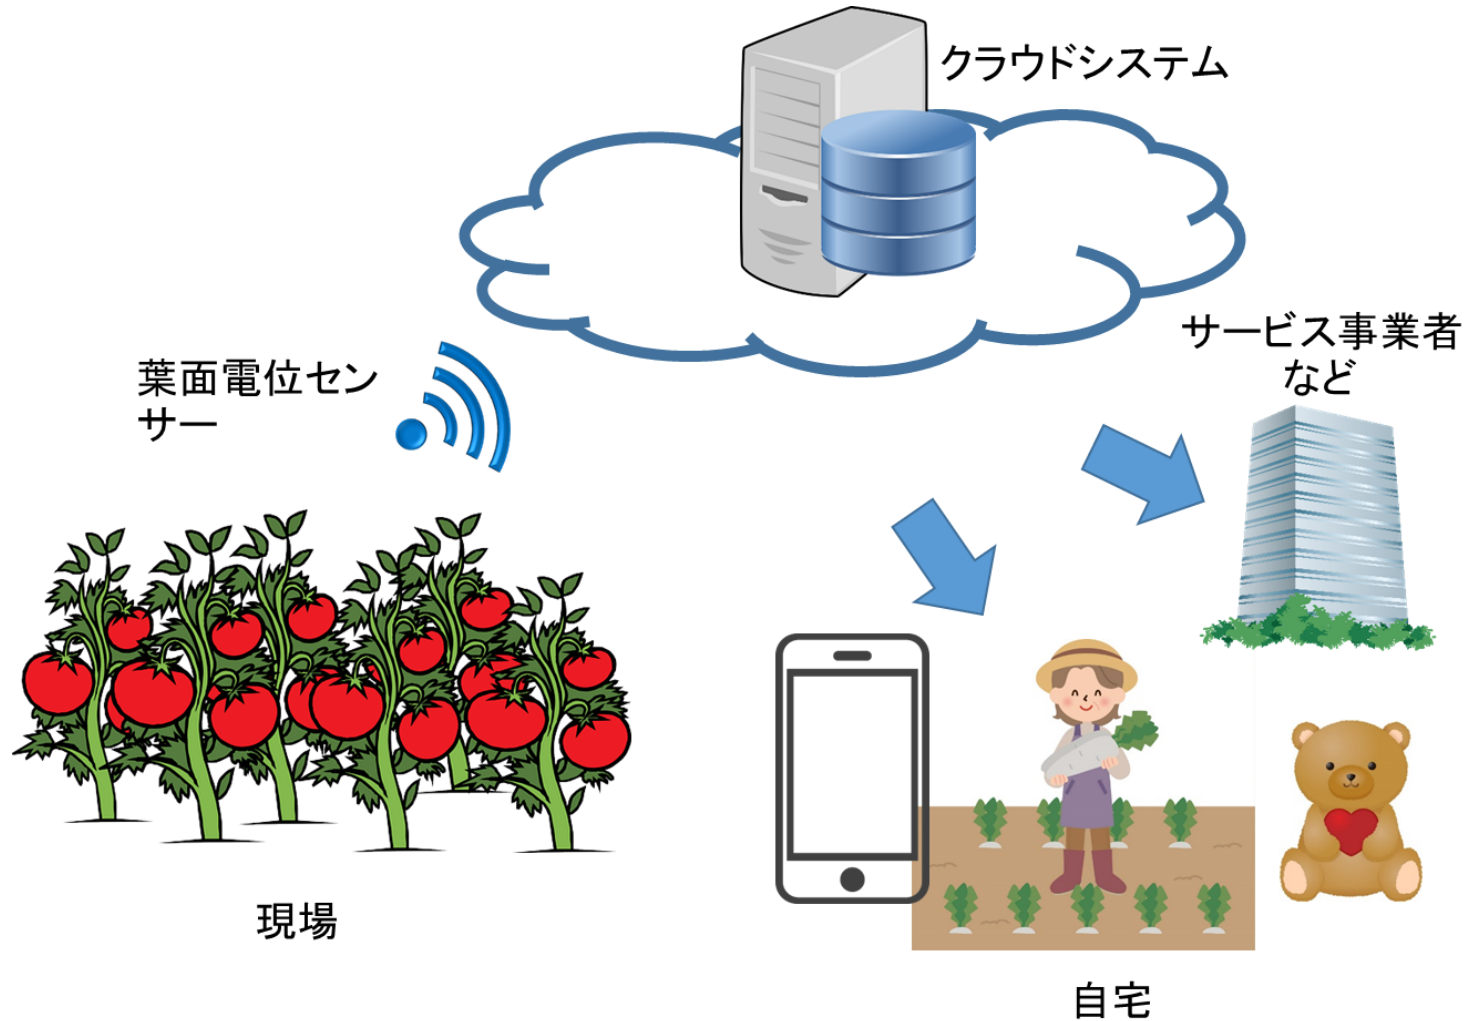 クラウドシステム
サービス事業者
など
葉面電位セン
サー
現場
自宅